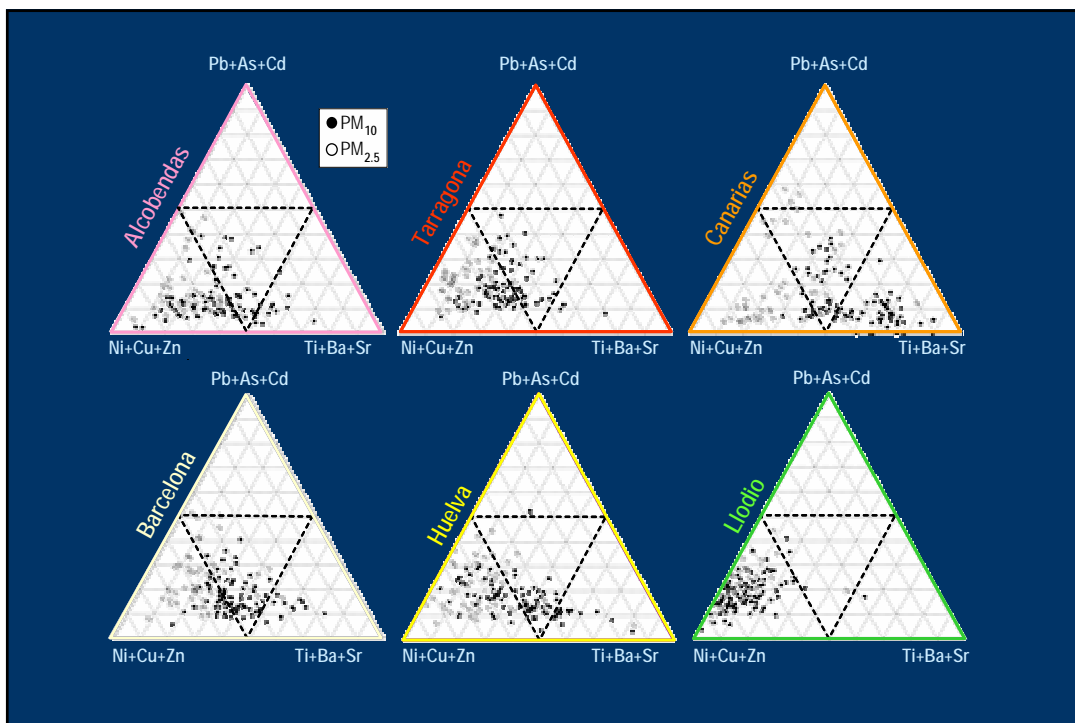 Pb+As+Cd
Pb+As+Cd
Pb+As+Cd
PM10
PM2.5
Alcobendas
Tarragona
Canarias
Ni+Cu+Zn
Ti+Ba+Sr
Ni+Cu+Zn
Ti+Ba+Sr
Ni+Cu+Zn
Ti+Ba+Sr
Pb+As+Cd
Pb+As+Cd
Pb+As+Cd
Barcelona
Huelva
Llodio
Ni+Cu+Zn
Ti+Ba+Sr
Ni+Cu+Zn
Ti+Ba+Sr
Ni+Cu+Zn
Ti+Ba+Sr